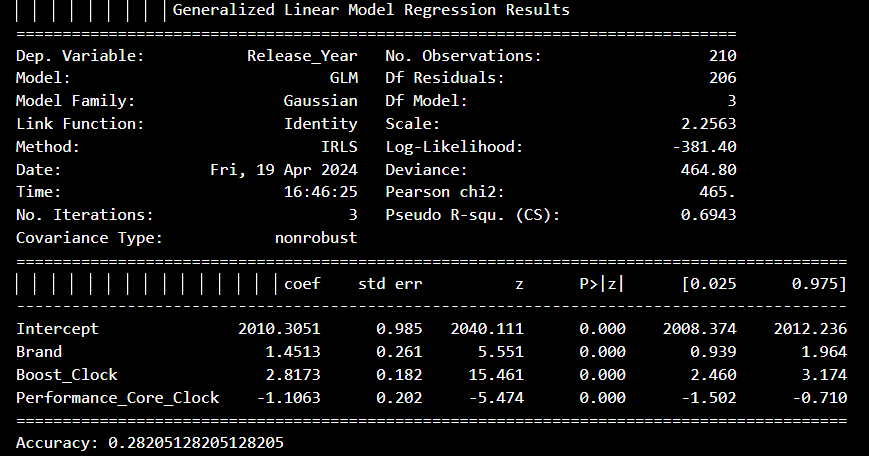 | | | | | | | | | Generalized Linear Model Regression Results
==============================================================================
Dep. Variable: Release_Year No. Observations: 210
Model: GLM Df Residuals: 206
Model Family: Gaussian Df Model: 3
Link Function: Identity Scale: 2.2563
Method: IRLS Log-Likelihood: -381.40
Date: Fri, 19 Apr 2024 Deviance: 464.80
Time: 16:46:25 Pearson chi2: 465.
No. Iterations: 3 Pseudo R-squ. (CS): 0.6943
Covariance Type: nonrobust
==========================================================================================
| | | | | | | | | | | | | | | coef std err z P>|z| [0.025 0.975]
------------------------------------------------------------------------------------------
Intercept 2010.3051 0.985 2040.111 0.000 2008.374 2012.236
Brand 1.4513 0.261 5.551 0.000 0.939 1.964
Boost_Clock 2.8173 0.182 15.461 0.000 2.460 3.174
Performance_Core_Clock -1.1063 0.202 -5.474 0.000 -1.502 -0.710
==========================================================================================
Accuracy: 0.28205128205128205